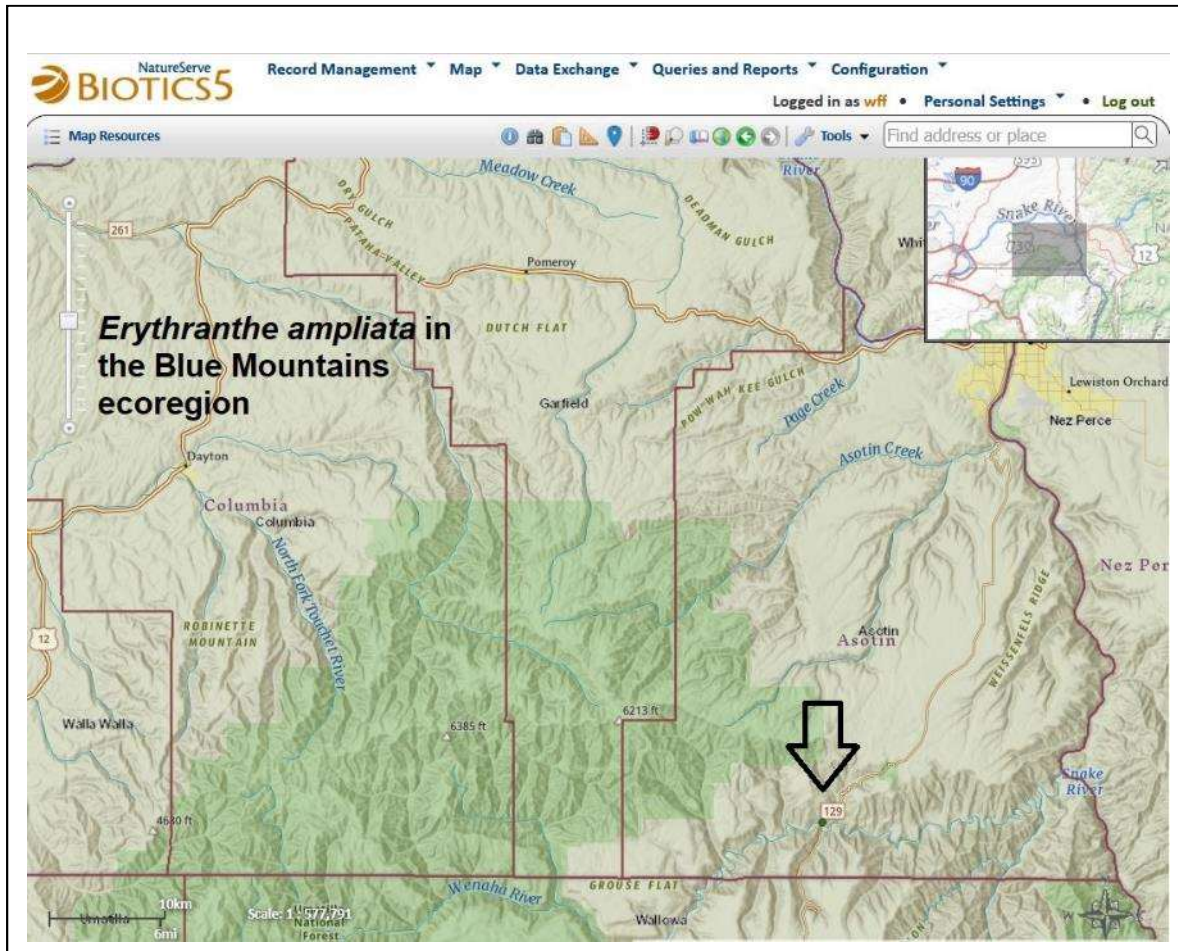 NatureServe
BIOTICS5
Record Management Map Data Exchange Queries and Reports Configuration
Logged in as wff • Personal Settings • Log out
Map Resources
Tools
Find address or place
Meadow Creek
River
DRY GULCH
DEADMAN GULCH
90
395
Snake River
12
261
PATAHA VALLEY
Pomeroy
Whit
Erythranthe ampliata in
the Blue Mountains
ecoregion
DUTCH FLAT
Garfield
POW WAH KEE GULCH
Page Creek
Lewiston Orchard
Nez Perce
Asotin Creek
Dayton
Columbia
Columbia
North Fork Touchet River
Nez Per
WEISSENFELS RIDGE
12
ROBINETTE
MOUNTAIN
Asotin
Asotin
Walla Walla
6385 ft
6213 ft
Snake
River
129
4680 ft
Wenaha River
GROUSE FLAT
10km
Umatilla
6mi
Scale: 1 : 577,791
Umatilla
National
Forest
Wallowa
W